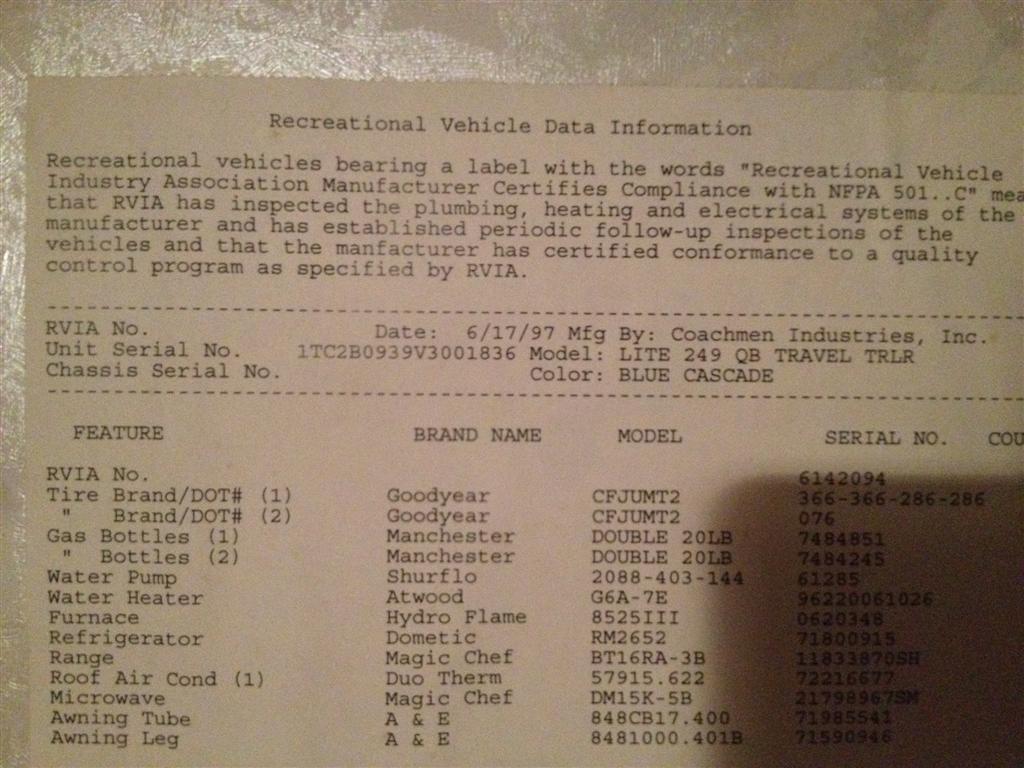 Recreational Vehicle Data Information
Recreational vehicles bearing a label with the words "Recreational Vehicle
Industry Association Manufacturer Certifies Compliance with NFPA 501..C" mea
that RVIA has inspected the plumbing, heating and electrical systems of the
manufacturer and has established periodic follow-up inspections of the
vehicles and that the manfacturer has certified conformance to a quality
control program as specified by RVIA.
RVIA No. Date: 6/17/97 Mfg By: Coachmen Industries, Inc.
Unit Serial No. 1TC2B0939V3001836 Model: LITE 249 QB TRAVEL TRLR
Chassis Serial No. Color: BLUE CASCADE
FEATURE BRAND NAME MODEL SERIAL NO. COU
RVIA No. 6142094
Tire Brand/DOT# (1) Goodyear CFJUMT2 366-366-286-286
" Brand/DOT# (2) Goodyear CFJUMT2 076
Gas Bottles (1) Manchester DOUBLE 20LB 7484851
" Bottles (2) Manchester DOUBLE 20LB 7484245
Water Pump Shurflo 2088-403-144 61285
Water Heater Atwood G6A-7E 96220061026
Furnace Hydro Flame 8525III 0620348
Refrigerator Dometic RM2652 71800915
Range Magic Chef BT16RA-3B 11833870SH
Roof Air Cond (1) Duo Therm 57915.622 72216677
Microwave Magic Chef DM15K-5B 21798967SM
Awning Tube A & E 848CB17.400 71985541
Awning Leg A & E 8481000.401B 71590946